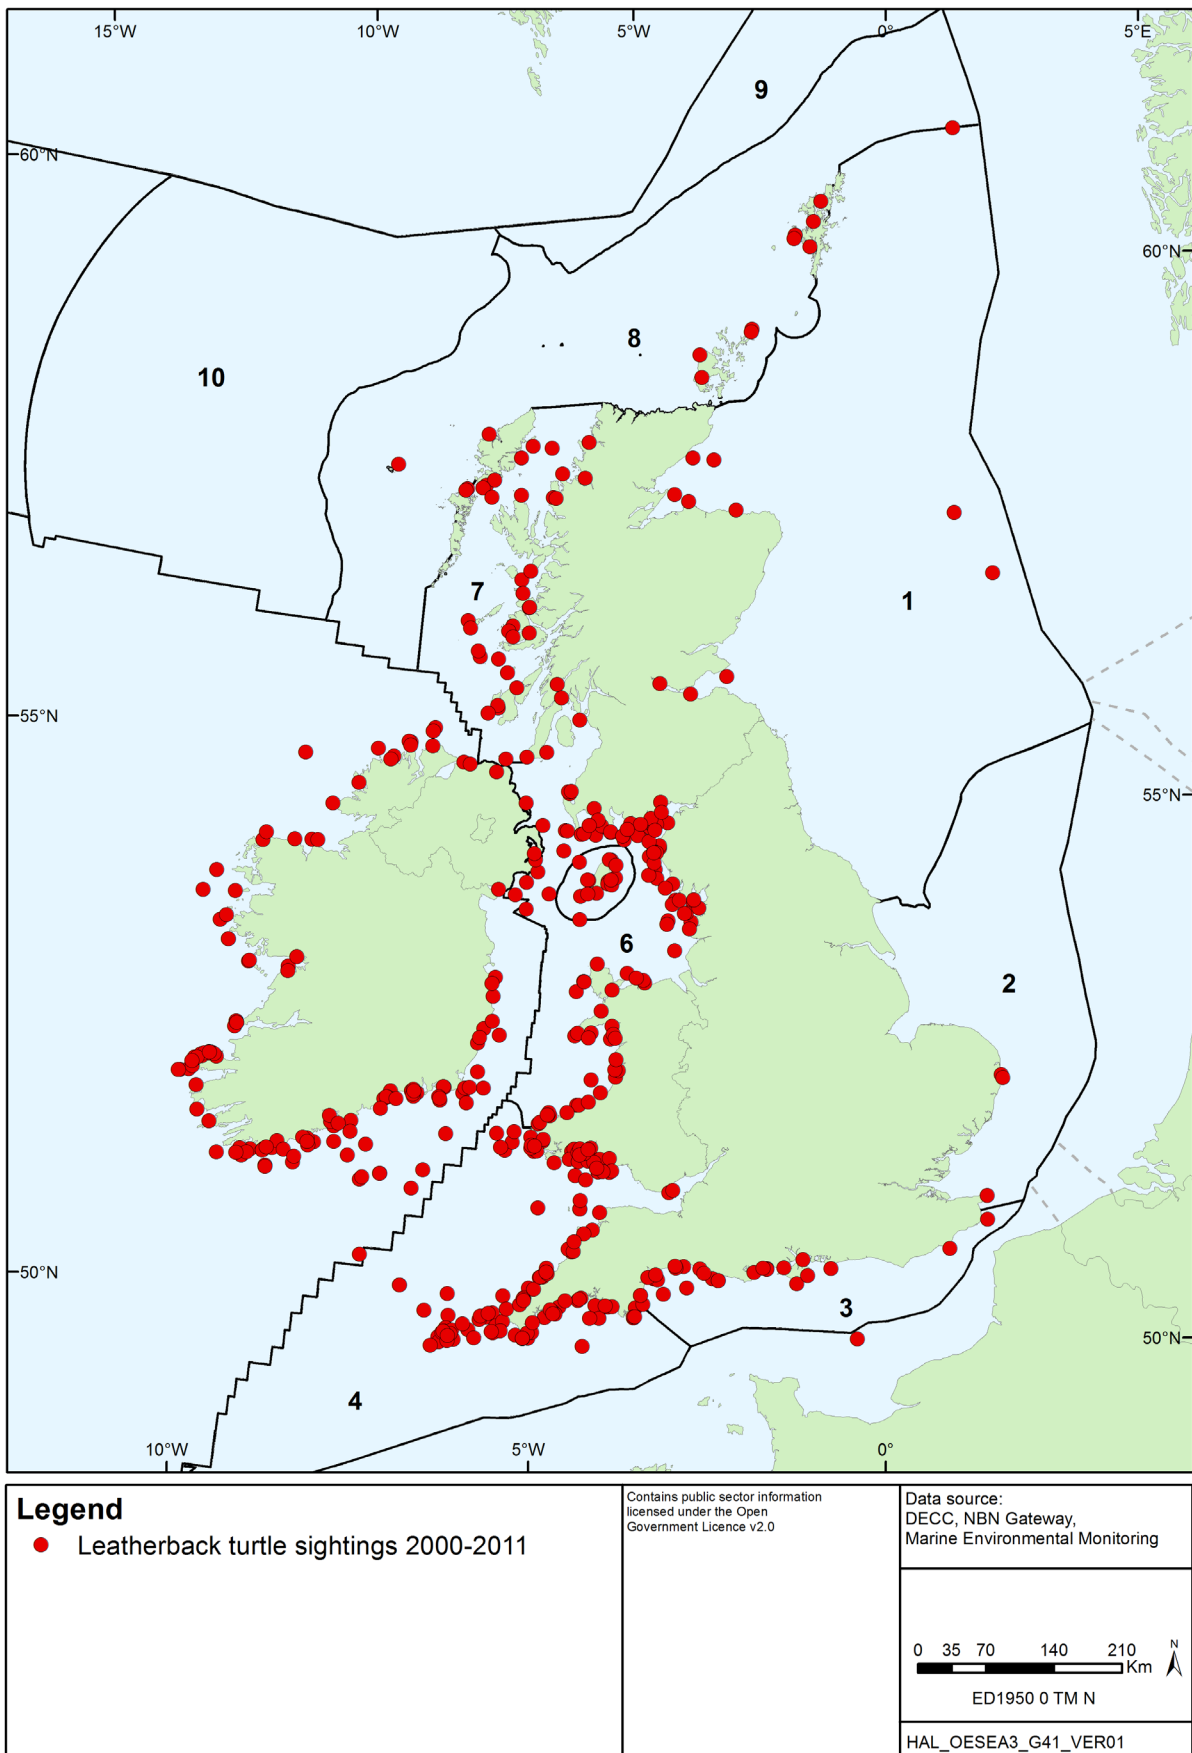 15°W
10°W
5°W
0°
5°E
9
60°N
60°N
8
10
7
1
55°N
55°N
6
2
50°N
3
50°N
4
10°W
5°W
0°
Legend
Leatherback turtle sightings 2000-2011
Contains public sector information
licensed under the Open
Government Licence v2.0
Data source:
DECC, NBN Gateway,
Marine Environmental Monitoring
0 35 70 140 210
Km
N
ED1950 0 TM N
HAL_OESEA3_G41_VER01